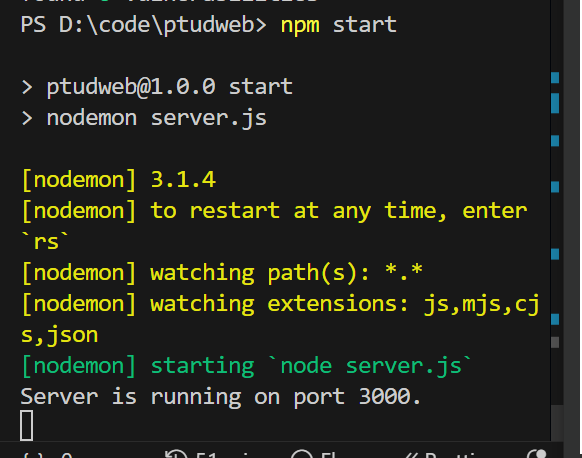 PS D:\code\ptudweb> npm start
> ptudweb@1.0.0 start
> nodemon server.js
[nodemon] 3.1.4
[nodemon] to restart at any time, enter
`rs`
[nodemon] watching path(s): *.*
[nodemon] watching extensions: js,mjs,cj
s,json
[nodemon] starting `node server.js`
Server is running on port 3000.